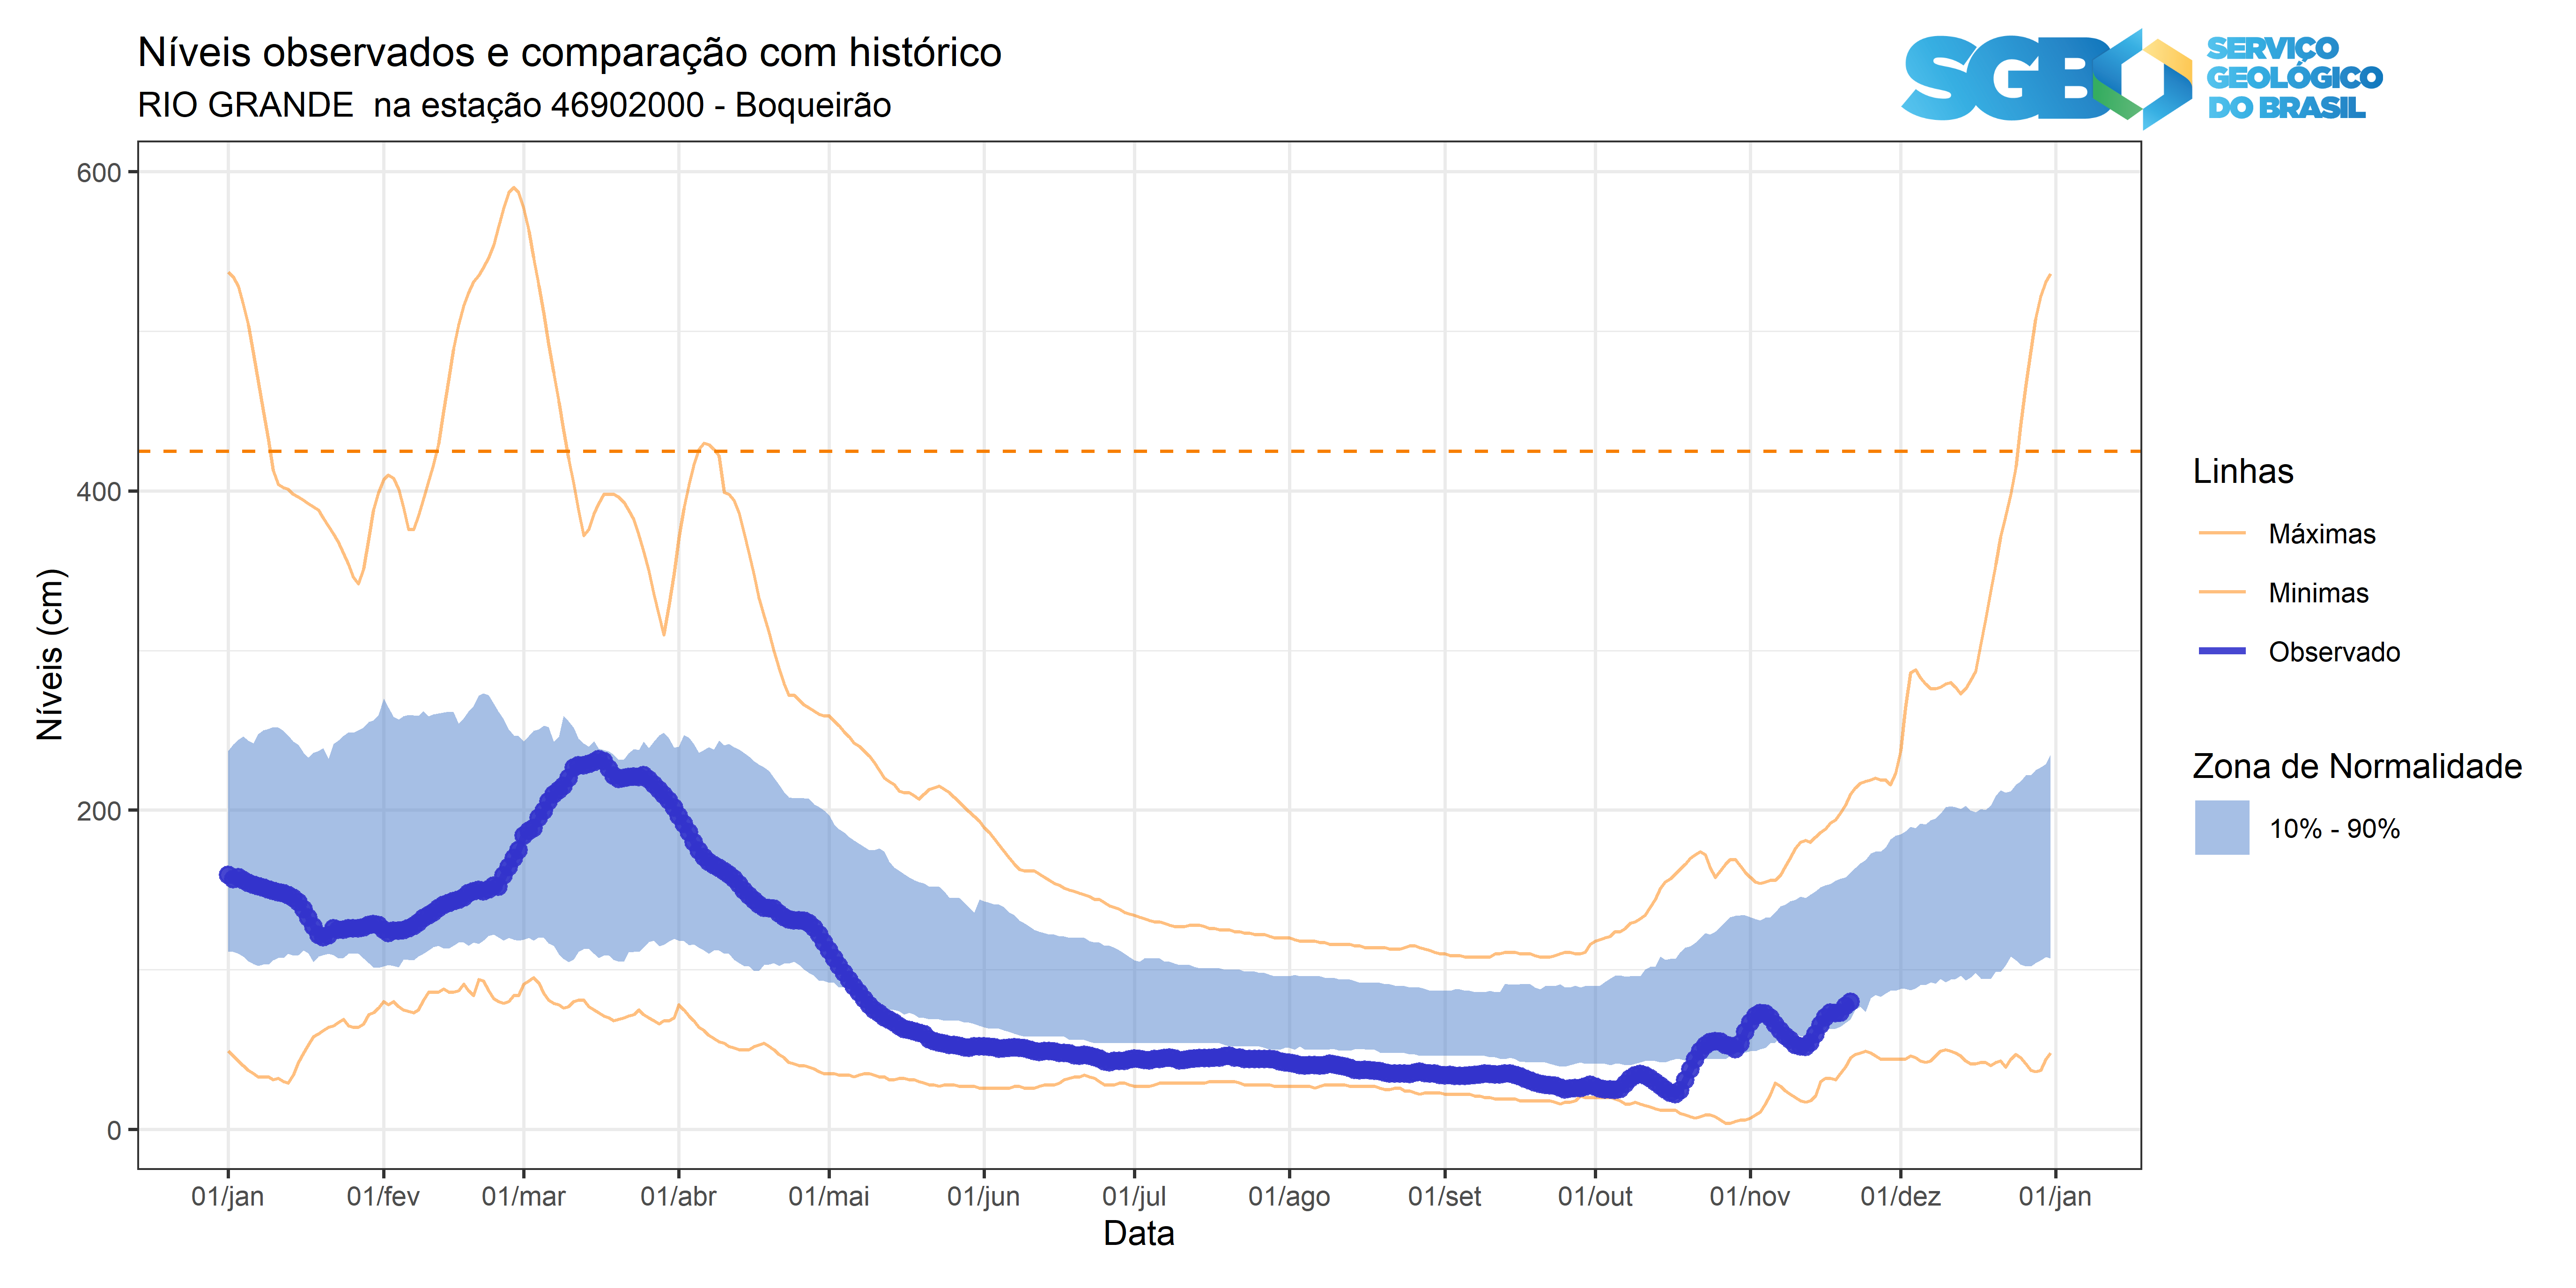 Níveis observados e comparação com histórico
RIO GRANDE  na estação 46902000 - Boqueirão
SGB
SERVIÇO
GEOLÓGICO
DO BRASIL
600
400
200
0
Níveis (cm)
01/jan
01/fev
01/mar
01/abr
01/mai
01/jun
01/jul
01/ago
01/set
01/out
01/nov
01/dez
01/jan
Data
Linhas
Máximas
Minimas
Observado
Zona de Normalidade
10% - 90%